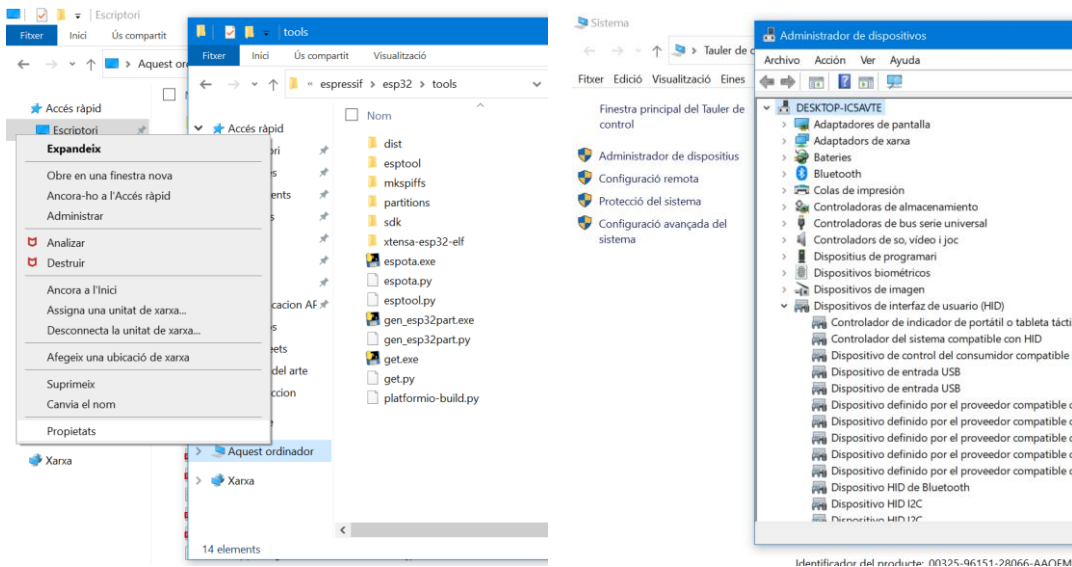 Escriptori
Fitxer Inici Ús compartit
Aquest
Accés ràpid
Escriptori
Expandeix
Obre en una finestra nova
Ancora-ho a l'Accés ràpid
Administrar
Analizar
Destruir
Ancora a l'Inici
Assigna una unitat de xarxa...
Desconnecta la unitat de xarxa...
Afegeix una ubicació de xarxa
Suprimeix
Canvia el nom
Propietats
Xarxa
tools
Fitxer Inici Ús compartit Visualització
« espressif > esp32 > tools
Accés ràpid
Aquest ordinador
Xarxa
Nom
dist
esptool
mkspiffs
partitions
sdk
xtensa-esp32-elf
espota.exe
espota.py
esptool.py
gen_esp32part.exe
gen_esp32part.py
get.exe
get.py
platformio-build.py
14 elements
Sistema
Tauler de
Fitxer Edició Visualització Eines
Finestra principal del Tauler de
control
Administrador de dispositius
Configuració remota
Protecció del sistema
Configuració avançada del
sistema
Administrador de dispositivos
Archivo Acción Ver Ayuda
DESKTOP-ICSAVTE
Adaptadores de pantalla
Adaptadors de xarxa
Bateries
Bluetooth
Colas de impresión
Controladoras de almacenamiento
Controladoras de bus serie universal
Controladors de so, vídeo i joc
Dispositius de programari
Dispositivos biométricos
Dispositivos de imagen
Dispositivos de interfaz de usuario (HID)
Controlador de indicador de portátil o tableta tácti
Controlador del sistema compatible con HID
Dispositivo de control del consumidor compatible
Dispositivo de entrada USB
Dispositivo de entrada USB
Dispositivo definido por el proveedor compatible
Dispositivo definido por el proveedor compatible
Dispositivo definido por el proveedor compatible
Dispositivo definido por el proveedor compatible
Dispositivo definido por el proveedor compatible
Dispositivo HID de Bluetooth
Dispositivo HID I2C
Dispositivo HID I2C
Identificador del producte: 00325-96151-28066-AAOEM